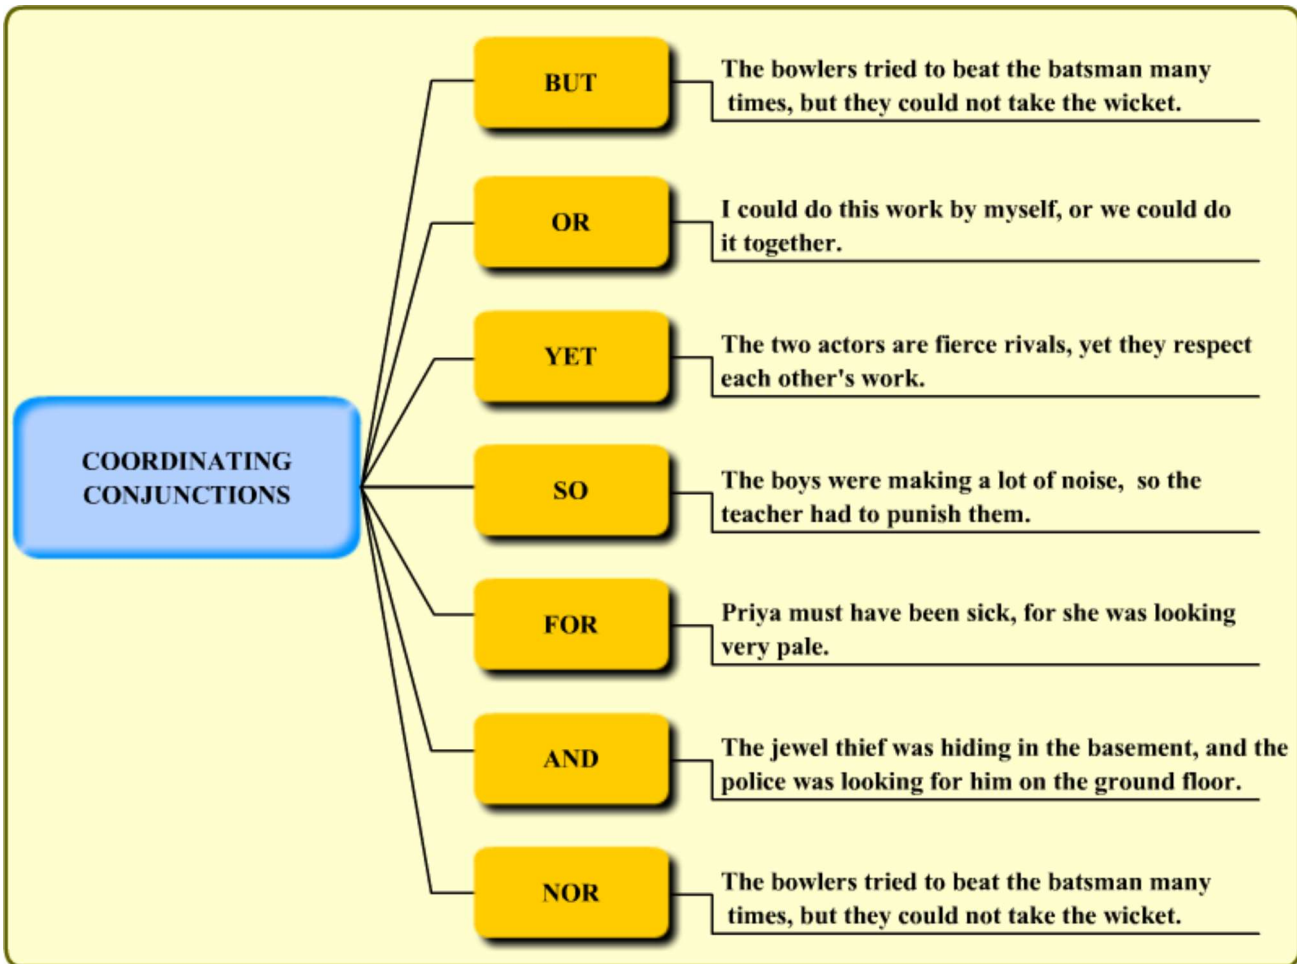 BUT
The bowlers tried to beat the batsman many
times, but they could not take the wicket.
OR
I could do this work by myself, or we could do
it together.
YET
The two actors are fierce rivals, yet they respect
each other's work.
COORDINATING
CONJUNCTIONS
SO
The boys were making a lot of noise,  so the
teacher had to punish them.
FOR
Priya must have been sick, for she was looking
very pale.
AND
The jewel thief was hiding in the basement, and the
police was looking for him on the ground floor.
NOR
The bowlers tried to beat the batsman many
times, but they could not take the wicket.